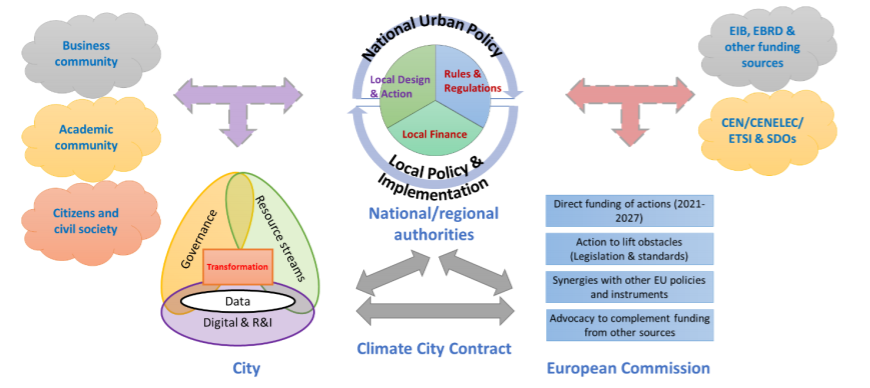 Business
community
Academic
community
Citizens and
civil society
National Urban Policy
Local Design
& Action
Rules &
Regulations
Local Finance
Local Policy &
Implementation
National/regional
authorities
EIB, EBRD &
other funding
sources
CEN/CENELEC/
ETSI & SDOs
Governance
Resource streams
Transformation
Data
Digital & R&I
City
Climate City Contract
Direct funding of actions (2021-
2027)
Action to lift obstacles
(Legislation & standards)
Synergies with other EU policies
and instruments
Advocacy to complement funding
from other sources
European Commission